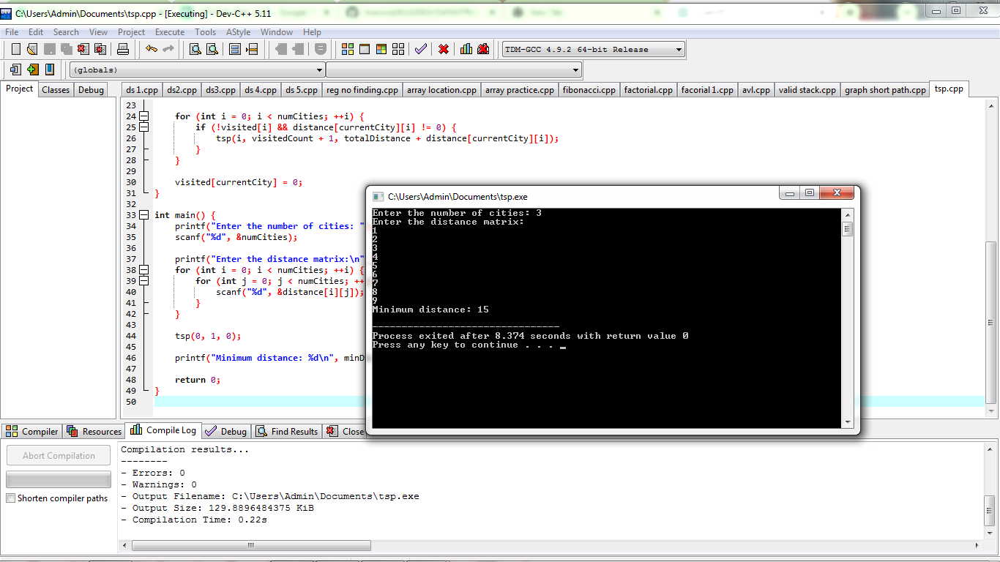 C:\Users\Admin\Documents\tsp.cpp - [Executing] - Dev-C++ 5.11
File Edit Search View Project Execute Tools AStyle Window Help
TDM-GCC 4.9.2 64-bit Release
(globals)
Project Classes Debug
ds 1.cpp ds2.cpp ds3.cpp ds 4.cpp ds 5.cpp reg no finding.cpp array location.cpp array practice.cpp fibonacci.cpp factorial.cpp facorial 1.cpp avl.cpp valid stack.cpp graph short path.cpp tsp.cpp
23
24 for (int i = 0; i < numCities; ++i) {
25 if (!visited[i] && distance[currentCity][i] != 0) {
26 tsp(i, visitedCount + 1, totalDistance + distance[currentCity][i]);
27 }
28 }
29
30 visited[currentCity] = 0;
31 }
32
33 int main() {
34 printf("Enter the number of cities: "
35 scanf("%d", &numCities);
36
37 printf("Enter the distance matrix:\n"
38 for (int i = 0; i < numCities; ++i) {
39 for (int j = 0; j < numCities; ++
40 scanf("%d", &distance[i][j]);
41 }
42 }
43
44 tsp(0, 1, 0);
45
46 printf("Minimum distance: %d\n", minD
47
48 return 0;
49 }
50
C:\Users\Admin\Documents\tsp.exe
Enter the number of cities: 3
Enter the distance matrix:
1
2
3
4
5
6
7
8
9
Minimum distance: 15
--------------------------------
Process exited after 8.374 seconds with return value 0
Press any key to continue . . . _
Compiler Resources Compile Log Debug Find Results Close
Abort Compilation
Shorten compiler paths
Compilation results...
--------
- Errors: 0
- Warnings: 0
- Output Filename: C:\Users\Admin\Documents\tsp.exe
- Output Size: 129.8896484375 KiB
- Compilation Time: 0.22s